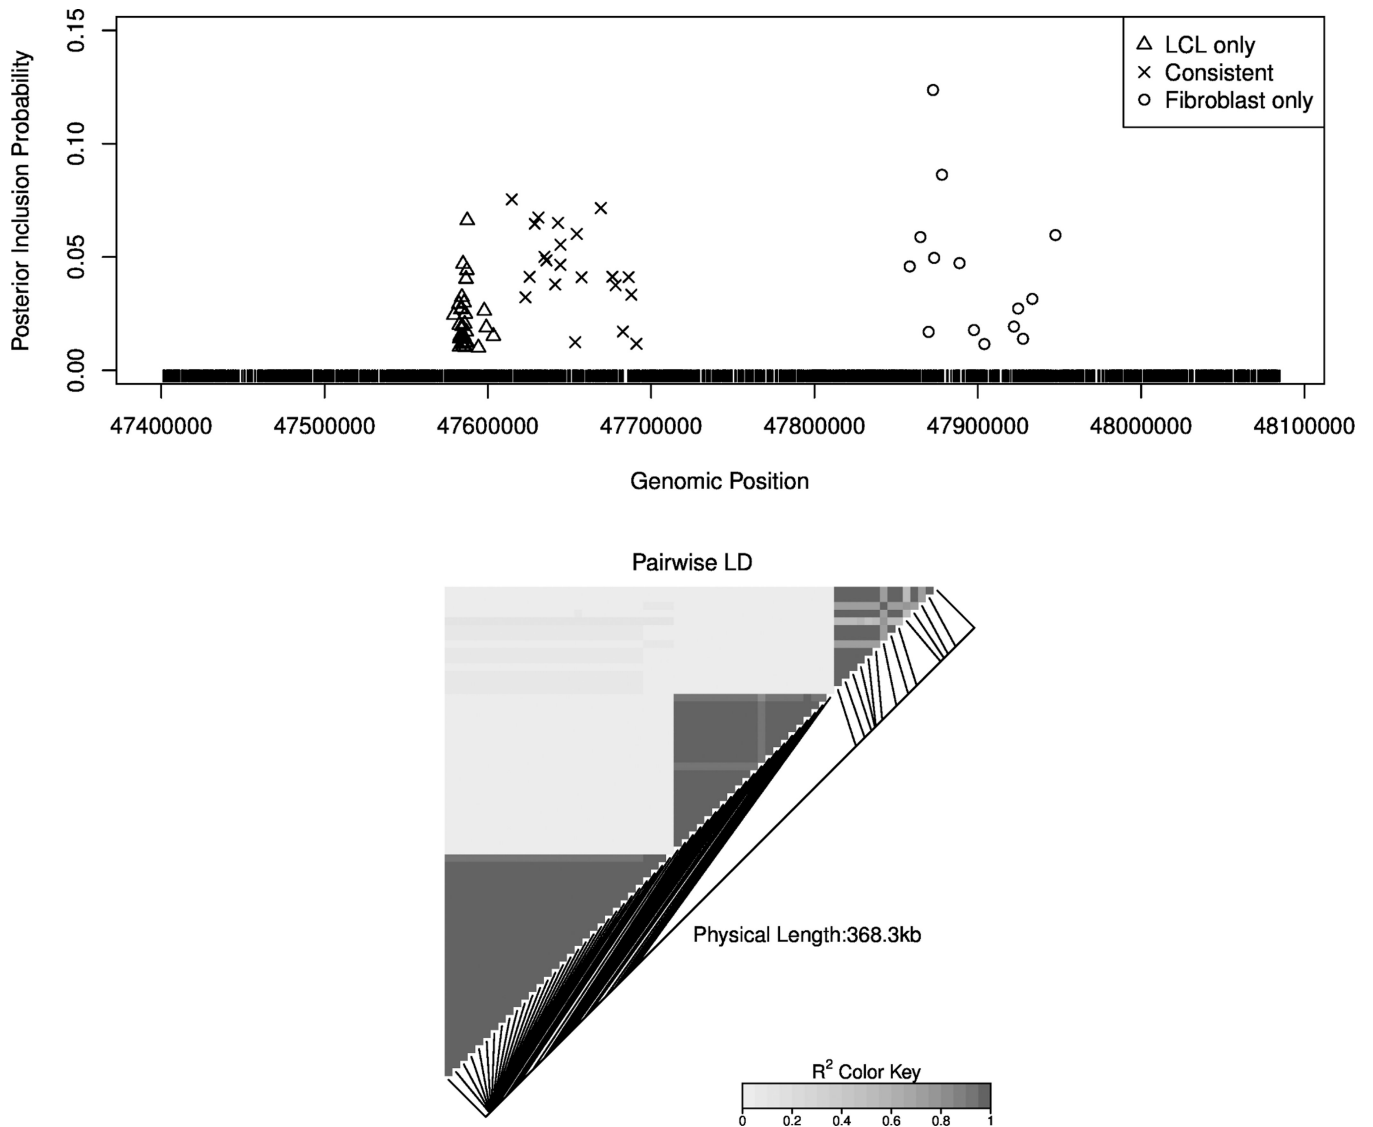 Posterior Inclusion Probability
0.15
0.10
0.05
0.00
LCL only
Consistent
Fibroblast only
47400000 47500000 47600000 47700000 47800000 47900000 48000000 48100000
Genomic Position
Pairwise LD
Physical Length:368.3kb
R² Color Key
0 0.2 0.4 0.6 0.8 1